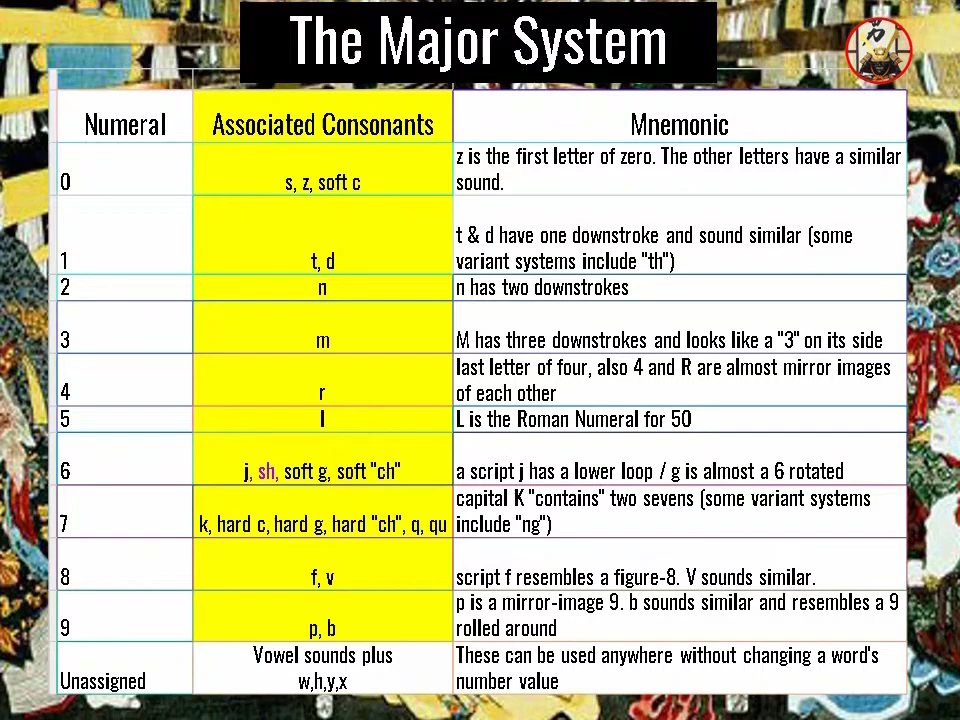 The Major System
Numeral Associated Consonants Mnemonic
z is the first letter of zero. The other letters have a similar
0 s, z, soft c sound.
t & d have one downstroke and sound similar (some
1 t, d variant systems include "th")
2 n n has two downstrokes
3 m M has three downstrokes and looks like a "3" on its side
last letter of four, also 4 and R are almost mirror images
4 r of each other
5 l L is the Roman Numeral for 50
6 j, sh, soft g, soft "ch" a script j has a lower loop / g is almost a 6 rotated
capital K "contains" two sevens (some variant systems
7 k, hard c, hard g, hard "ch", q, qu include "ng")
8 f, v script f resembles a figure-8. V sounds similar.
p is a mirror-image 9. b sounds similar and resembles a 9
9 p, b rolled around
Vowel sounds plus These can be used anywhere without changing a word's
Unassigned w,h,y,x number value